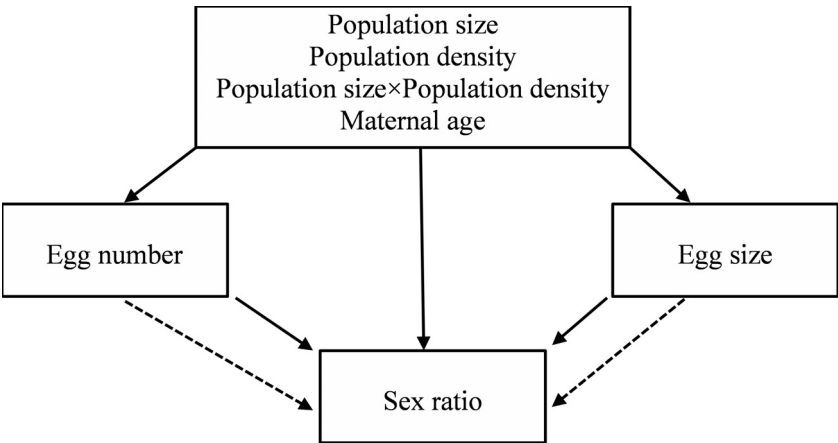 Population size
Population density
Population size×Population density
Maternal age
Egg number
Egg size
Sex ratio